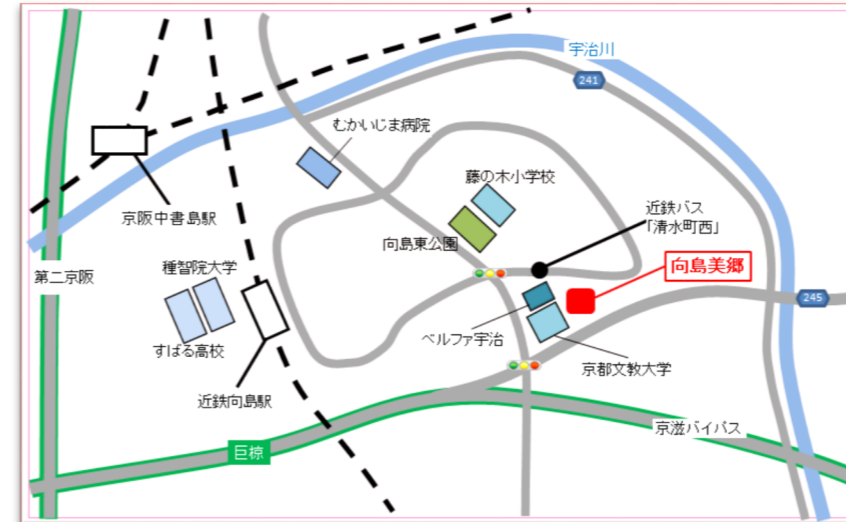 宇治川
241
むかいじま病院
藤の木小学校
近鉄バス
「清水町西」
京阪中書島駅
向島東公園
向島美郷
第二京阪
種智院大学
245
ベルファ宇治
すばる高校
京都文教大学
近鉄向島駅
京滋バイパス
巨椋